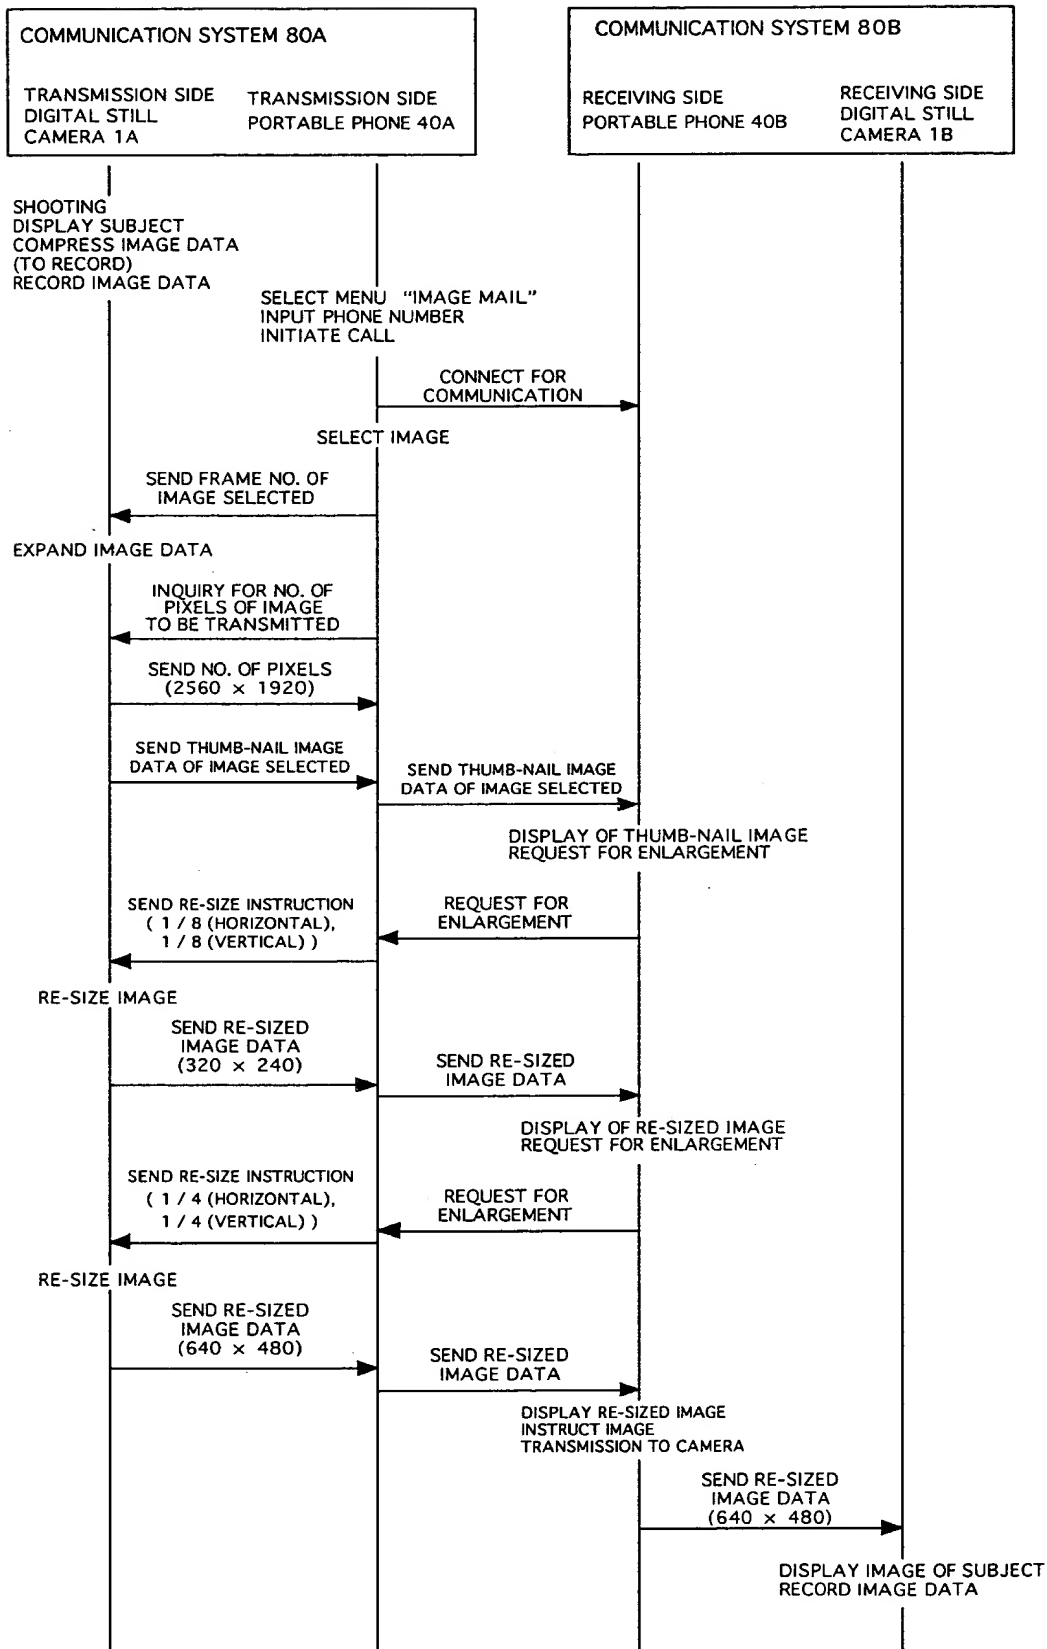 COMMUNICATION SYSTEM 80A
TRANSMISSION SIDE
DIGITAL STILL
CAMERA 1A
TRANSMISSION SIDE
PORTABLE PHONE 40A
COMMUNICATION SYSTEM 80B
RECEIVING SIDE
PORTABLE PHONE 40B
RECEIVING SIDE
DIGITAL STILL
CAMERA 1B
SHOOTING
DISPLAY SUBJECT
COMPRESS IMAGE DATA
(TO RECORD)
RECORD IMAGE DATA
SELECT MENU "IMAGE MAIL"
INPUT PHONE NUMBER
INITIATE CALL
CONNECT FOR
COMMUNICATION
SELECT IMAGE
SEND FRAME NO. OF
IMAGE SELECTED
EXPAND IMAGE DATA
INQUIRY FOR NO. OF
PIXELS OF IMAGE
TO BE TRANSMITTED
SEND NO. OF PIXELS
(2560 × 1920)
SEND THUMB-NAIL IMAGE
DATA OF IMAGE SELECTED
SEND THUMB-NAIL IMAGE
DATA OF IMAGE SELECTED
DISPLAY OF THUMB-NAIL IMAGE
REQUEST FOR ENLARGEMENT
SEND RE-SIZE INSTRUCTION
( 1 / 8 (HORIZONTAL),
1 / 8 (VERTICAL) )
REQUEST FOR
ENLARGEMENT
RE-SIZE IMAGE
SEND RE-SIZED
IMAGE DATA
(320 × 240)
SEND RE-SIZED
IMAGE DATA
DISPLAY OF RE-SIZED IMAGE
REQUEST FOR ENLARGEMENT
SEND RE-SIZE INSTRUCTION
( 1 / 4 (HORIZONTAL),
1 / 4 (VERTICAL) )
REQUEST FOR
ENLARGEMENT
RE-SIZE IMAGE
SEND RE-SIZED
IMAGE DATA
(640 × 480)
SEND RE-SIZED
IMAGE DATA
DISPLAY RE-SIZED IMAGE
INSTRUCT IMAGE
TRANSMISSION TO CAMERA
SEND RE-SIZED
IMAGE DATA
(640 × 480)
DISPLAY IMAGE OF SUBJECT
RECORD IMAGE DATA